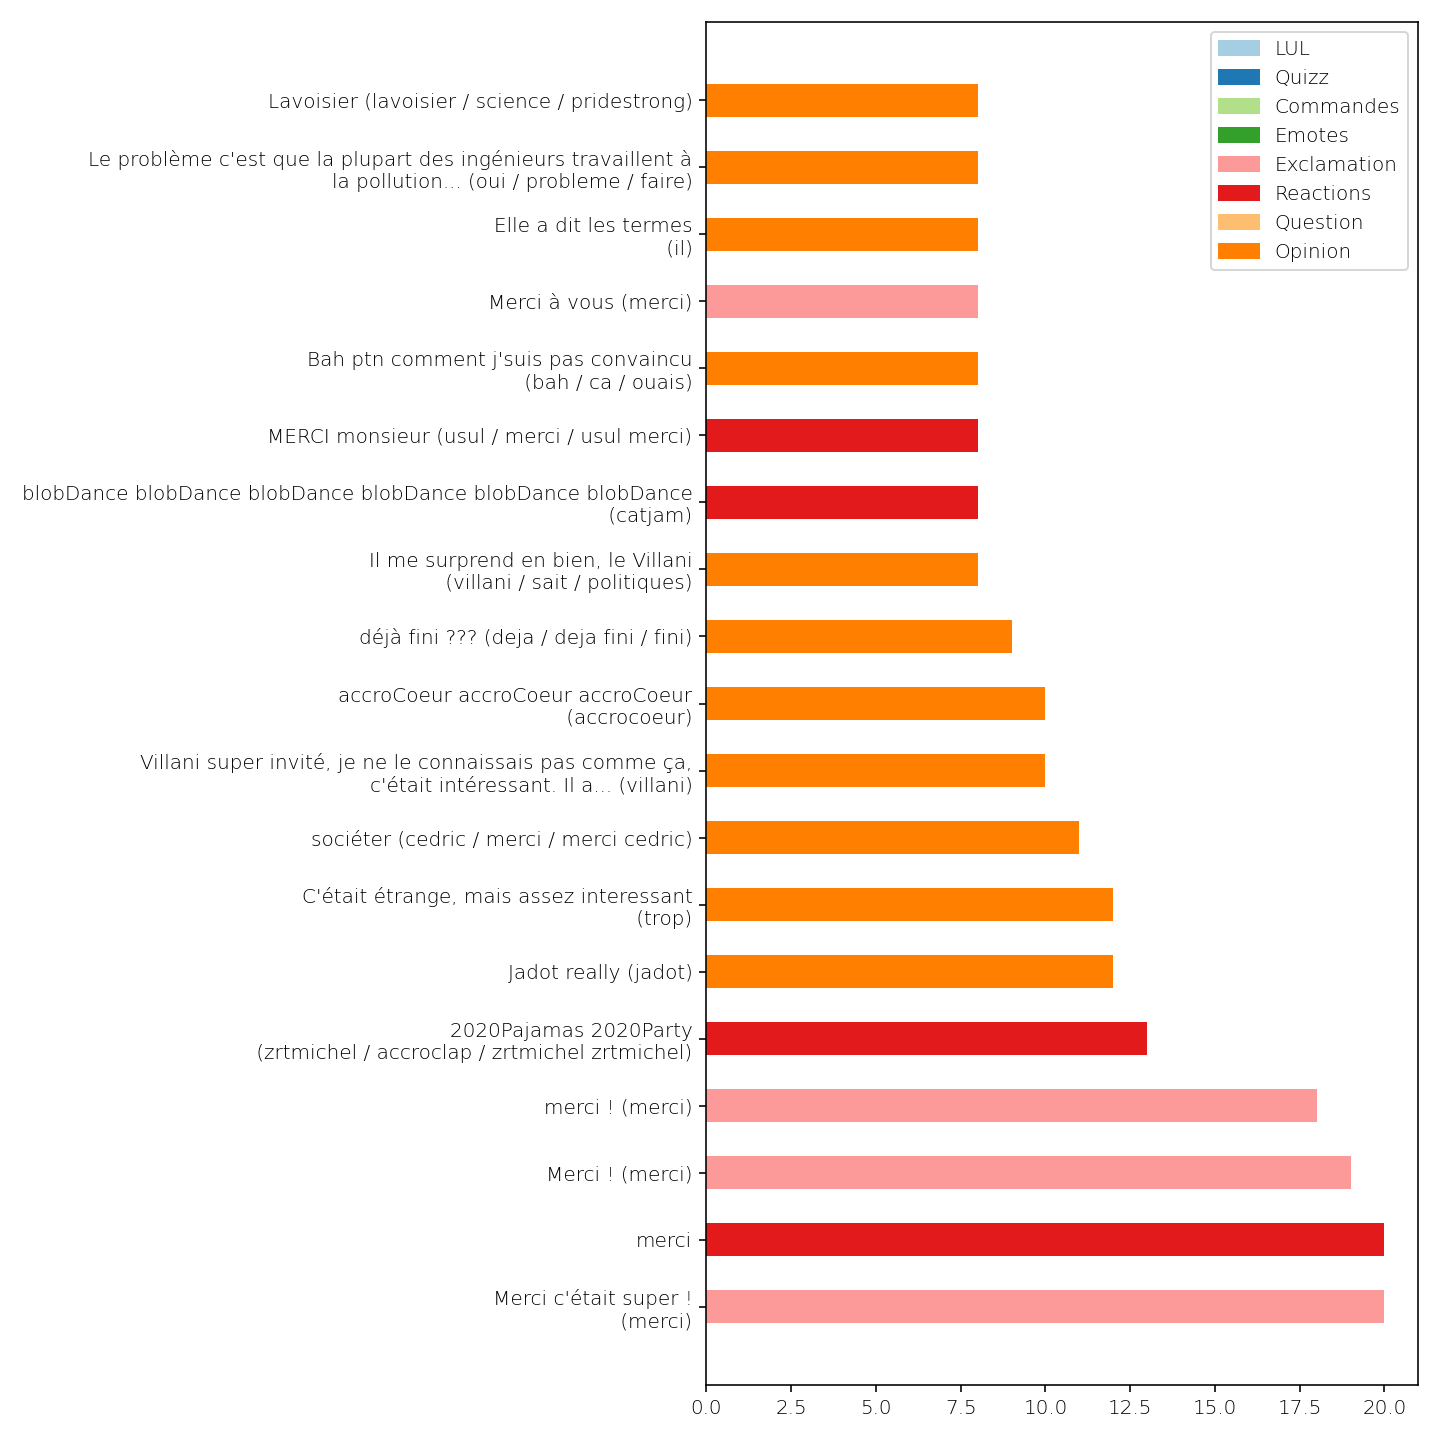 LUL
Quizz
Commandes
Emotes
Exclamation
Reactions
Question
Opinion
Lavoisier (lavoisier / science / pridestrong)
Le problème c'est que la plupart des ingénieurs travaillent à
la pollution... (oui / probleme / faire)
Elle a dit les termes
(il)
Merci à vous (merci)
Bah ptn comment j'suis pas convaincu
(bah / ca / ouais)
MERCI monsieur (usul / merci / usul merci)
blobDance blobDance blobDance blobDance blobDance blobDance
(catjam)
Il me surprend en bien, le Villani
(villani / sait / politiques)
déjà fini ??? (deja / deja fini / fini)
accroCoeur accroCoeur accroCoeur
(accrocoeur)
Villani super invité, je ne le connaissais pas comme ça,
c'était intéressant. Il a... (villani)
sociéter (cedric / merci / merci cedric)
C'était étrange, mais assez interessant
(trop)
Jadot really (jadot)
2020Pajamas 2020Party
(zrtmichel / accroclap / zrtmichel zrtmichel)
merci ! (merci)
Merci ! (merci)
merci
Merci c'était super !
(merci)
0.0 2.5 5.0 7.5 10.0 12.5 15.0 17.5 20.0